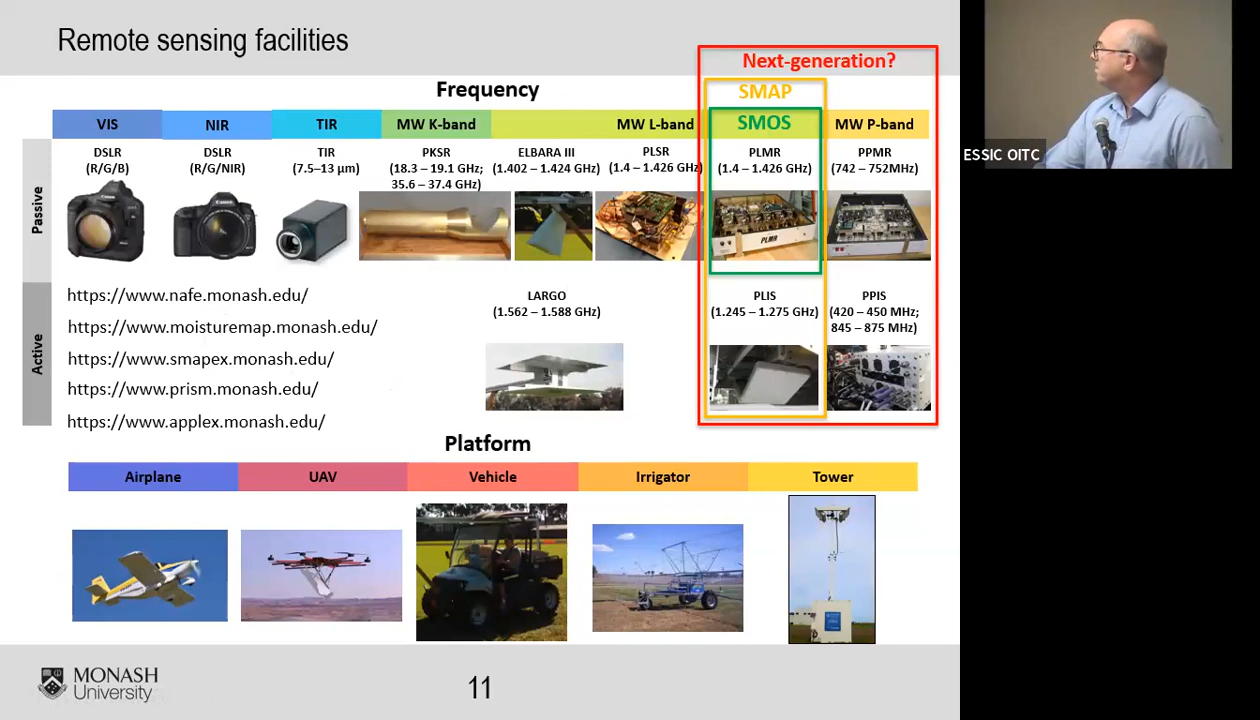 Remote sensing facilities
Next-generation?
Frequency
SMAP
VIS
NIR
TIR
MW K-band
MW L-band
SMOS
MW P-band
Passive
DSLR
(R/G/B)
DSLR
(R/G/NIR)
TIR
(7.5–13 μm)
PKSR
(18.3 – 19.1 GHz;
35.6 – 37.4 GHz)
ELBARA III
(1.402 – 1.424 GHz)
PLSR
(1.4 – 1.426 GHz)
PLMR
(1.4 – 1.426 GHz)
PPMR
(742 – 752MHz)
PLMR
Active
https://www.nafe.monash.edu/
https://www.moisturemap.monash.edu/
https://www.smapex.monash.edu/
https://www.prism.monash.edu/
https://www.applex.monash.edu/
LARGO
(1.562 – 1.588 GHz)
PLIS
(1.245 – 1.275 GHz)
PPIS
(420 – 450 MHz;
845 – 875 MHz)
Platform
Airplane
UAV
Vehicle
Irrigator
Tower
MONASH
University
11
ESSIC OITC